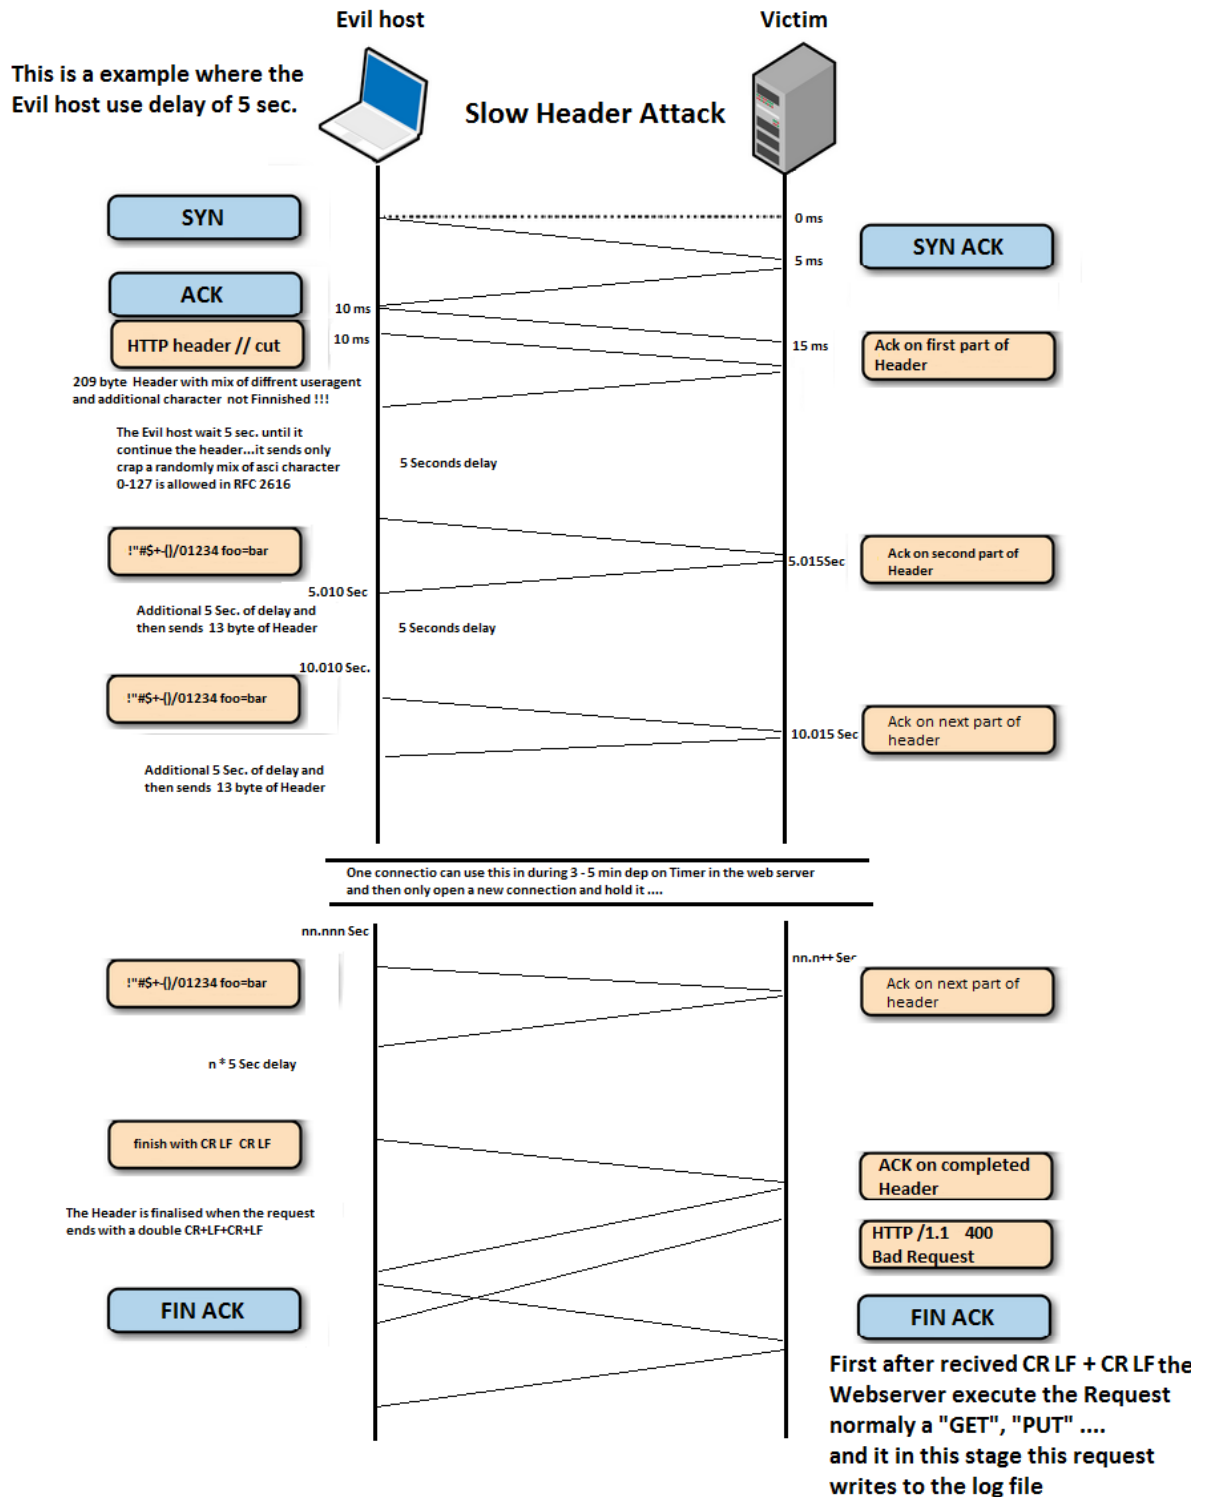 Evil host
Victim
This is a example where the
Evil host use delay of 5 sec.
Slow Header Attack
SYN
0 ms
SYN ACK
5 ms
ACK
10 ms
HTTP header // cut
10 ms
15 ms
Ack on first part of
Header
209 byte  Header with mix of diffrent useragent
and additional character  not Finnished !!!
The Evil host wait 5 sec. until it
continue the header...it sends only
crap a randomly mix of asci character
0-127 is allowed in RFC 2616
5 Seconds delay
!"#$+-()/01234 foo=bar
5.015Sec
Ack on second part of
Header
5.010 Sec
Additional 5 Sec. of delay and
then sends  13 byte of Header
5 Seconds delay
10.010 Sec.
!"#$+-()/01234 foo=bar
10.015 Sec
Ack on next part of
header
Additional 5 Sec. of delay and
then sends  13 byte of Header
One connectio can use this in during 3 - 5 min dep on Timer in the web server
and then only open a new connection and hold it ....
nn.nnn Sec
nn.n++ Sec
!"#$+-()/01234 foo=bar
Ack on next part of
header
n * 5 Sec delay
finish with CR LF  CR LF
ACK on completed
Header
The Header is finalised when the request
ends with a double CR+LF+CR+LF
HTTP /1.1   400
Bad Request
FIN ACK
FIN ACK
First after recived CR LF + CR LF the
Webserver execute the Request
normaly a "GET", "PUT" ....
and it in this stage this request
writes to the log file